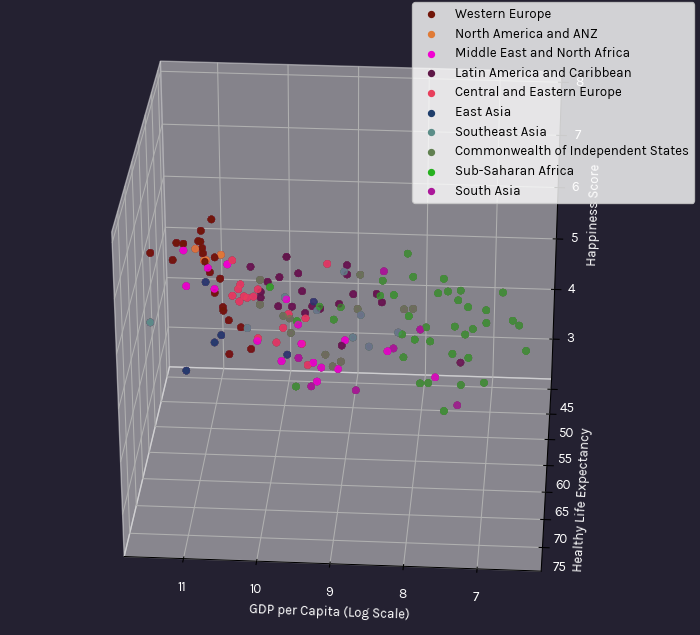 Western Europe
North America and ANZ
Middle East and North Africa
Latin America and Caribbean
Central and Eastern Europe
East Asia
Southeast Asia
Commonwealth of Independent States
Sub-Saharan Africa
South Asia
8
7
6
5
4
3
Happiness Score
45
50
55
60
65
70
75
Healthy Life Expectancy
11
10
9
8
7
GDP per Capita (Log Scale)